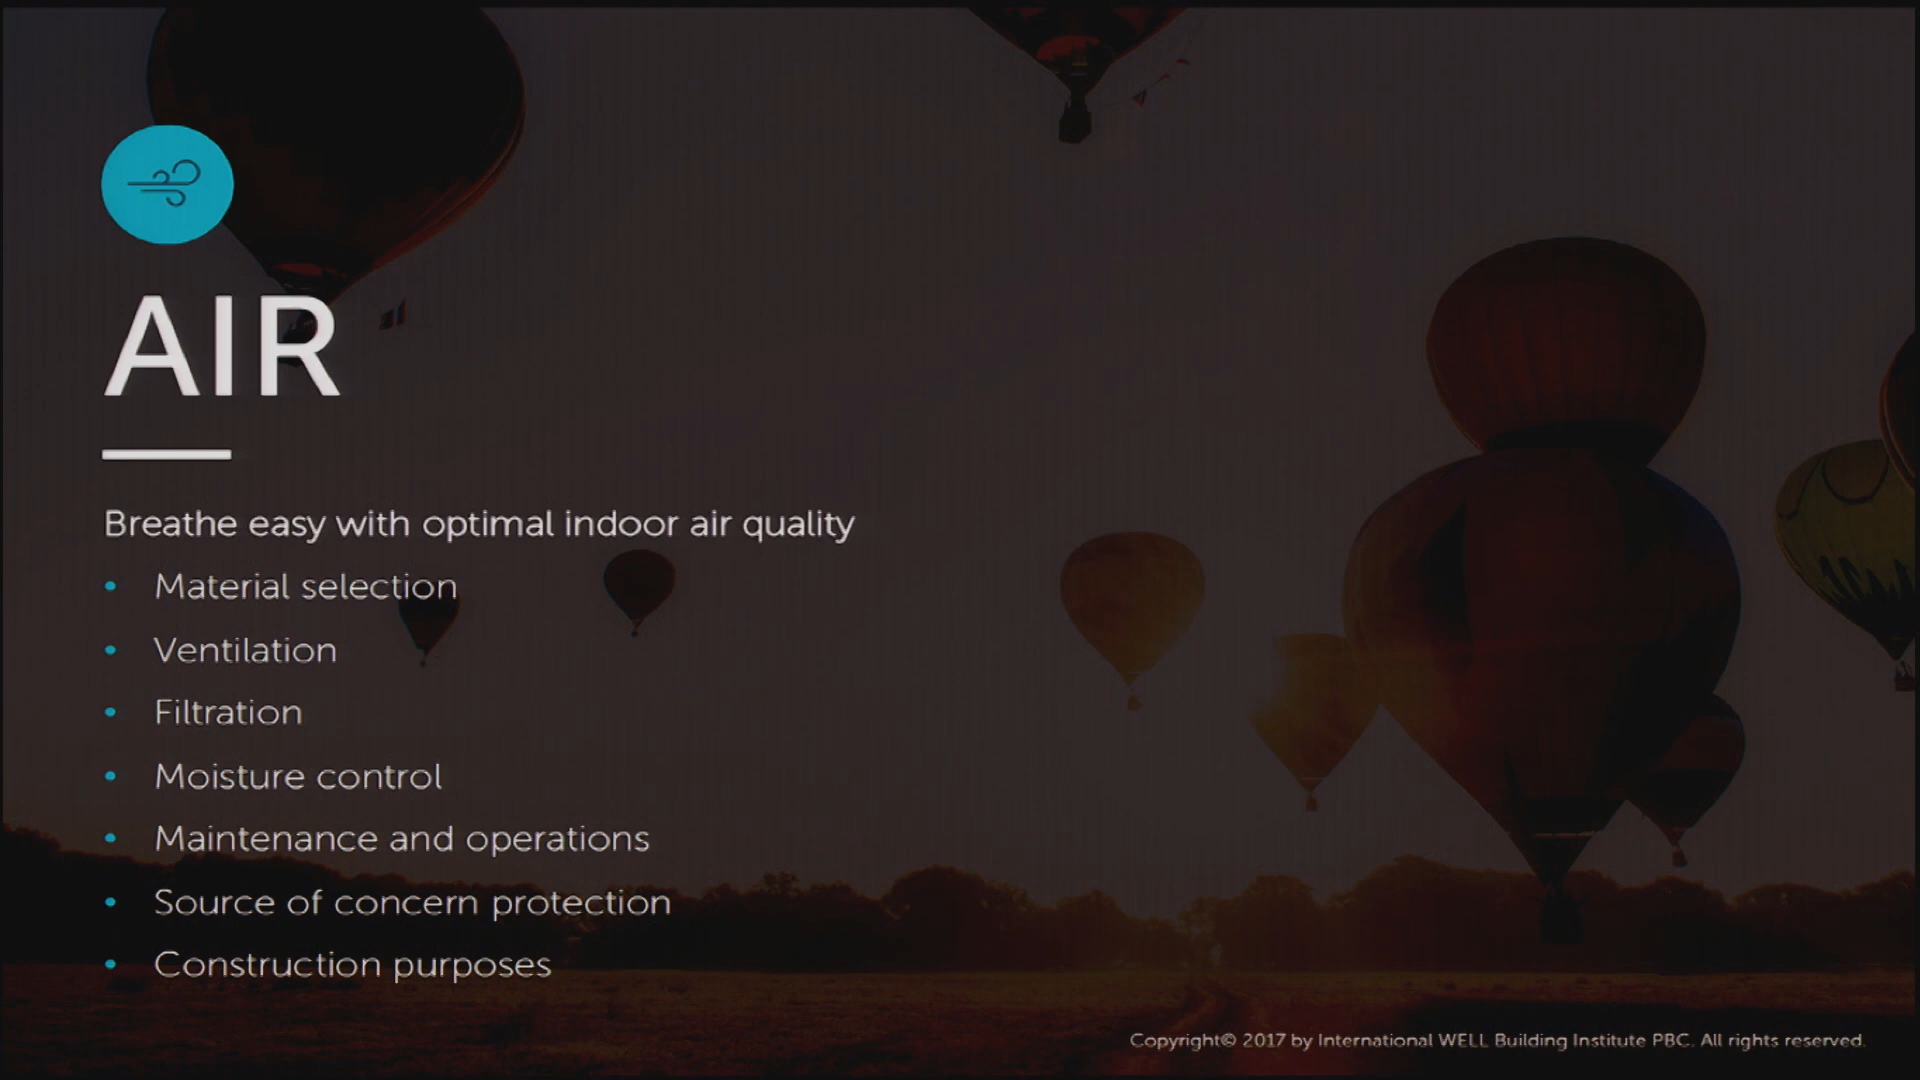 AIR
Breathe easy with optimal indoor air quality
• Material selection
• Ventilation
• Filtration
• Moisture control
• Maintenance and operations
• Source of concern protection
• Construction purposes
Copyright© 2017 by International WELL Building Institute PBC. All rights reserved.